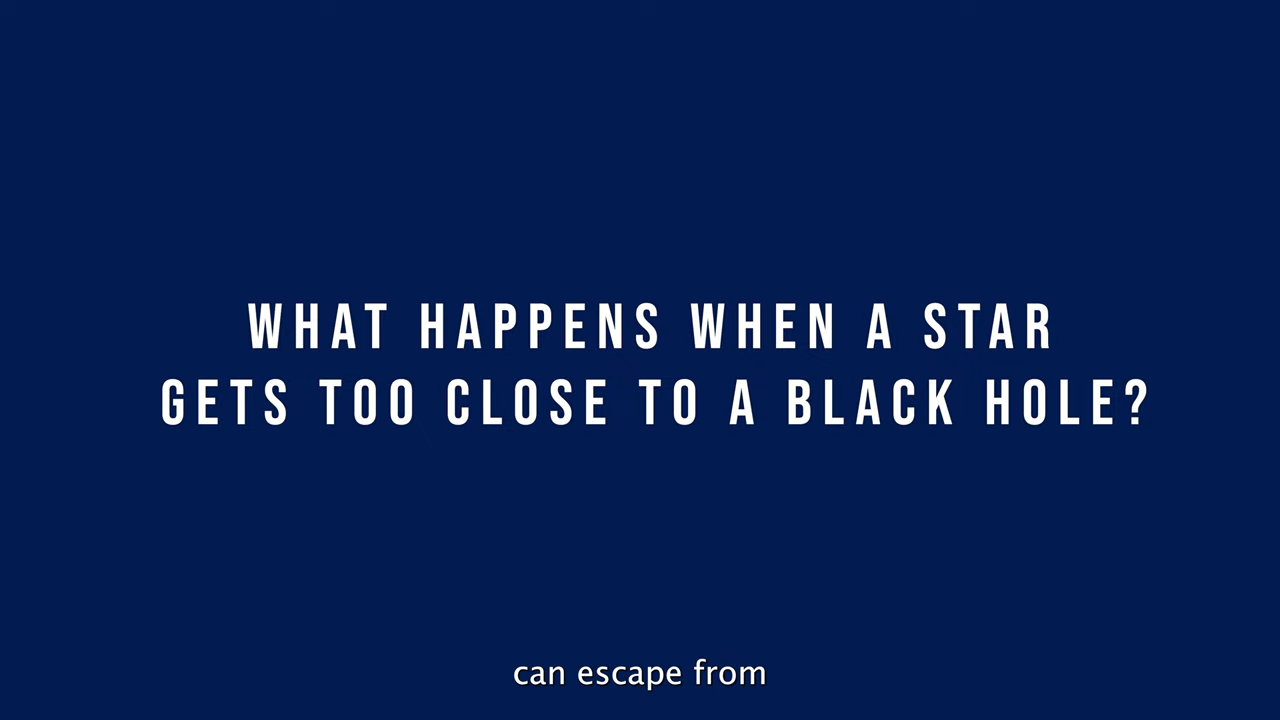 WHAT HAPPENS WHEN A STAR
GETS TOO CLOSE TO A BLACK HOLE?
can escape from